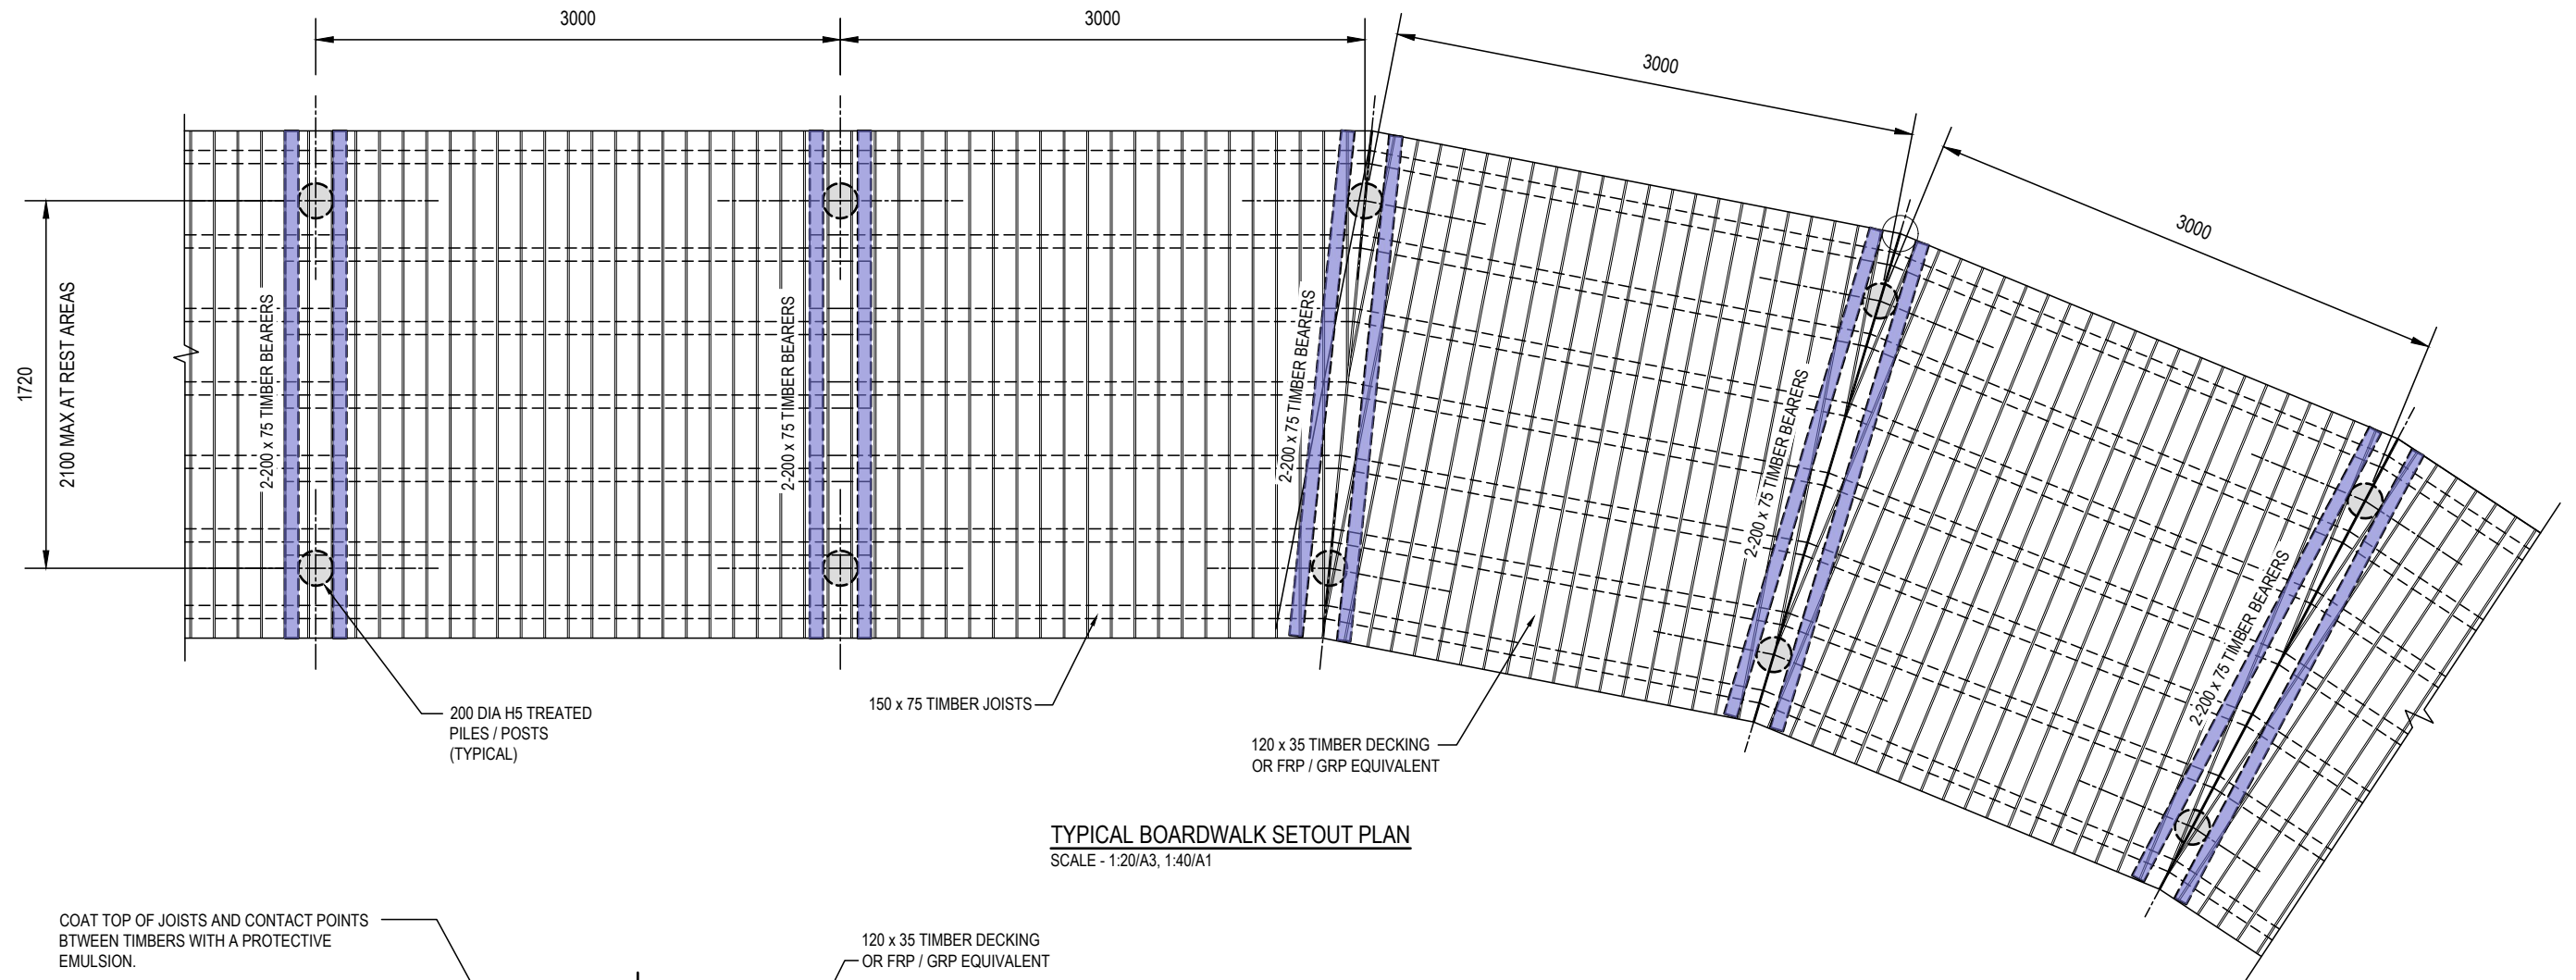 3000
3000
3000
3000
1720
2100 MAX AT REST AREAS
2-200 x 75 TIMBER BEARERS
2-200 x 75 TIMBER BEARERS
2-200 x 75 TIMBER BEARERS
2-200 x 75 TIMBER BEARERS
2-200 x 75 TIMBER BEARERS
200 DIA H5 TREATED
PILES / POSTS
(TYPICAL)
150 x 75 TIMBER JOISTS
120 x 35 TIMBER DECKING
OR FRP / GRP EQUIVALENT
TYPICAL BOARDWALK SETOUT PLAN
SCALE - 1:20/A3, 1:40/A1
COAT TOP OF JOISTS AND CONTACT POINTS
BTWEEN TIMBERS WITH A PROTECTIVE
EMULSION.
120 x 35 TIMBER DECKING
OR FRP / GRP EQUIVALENT